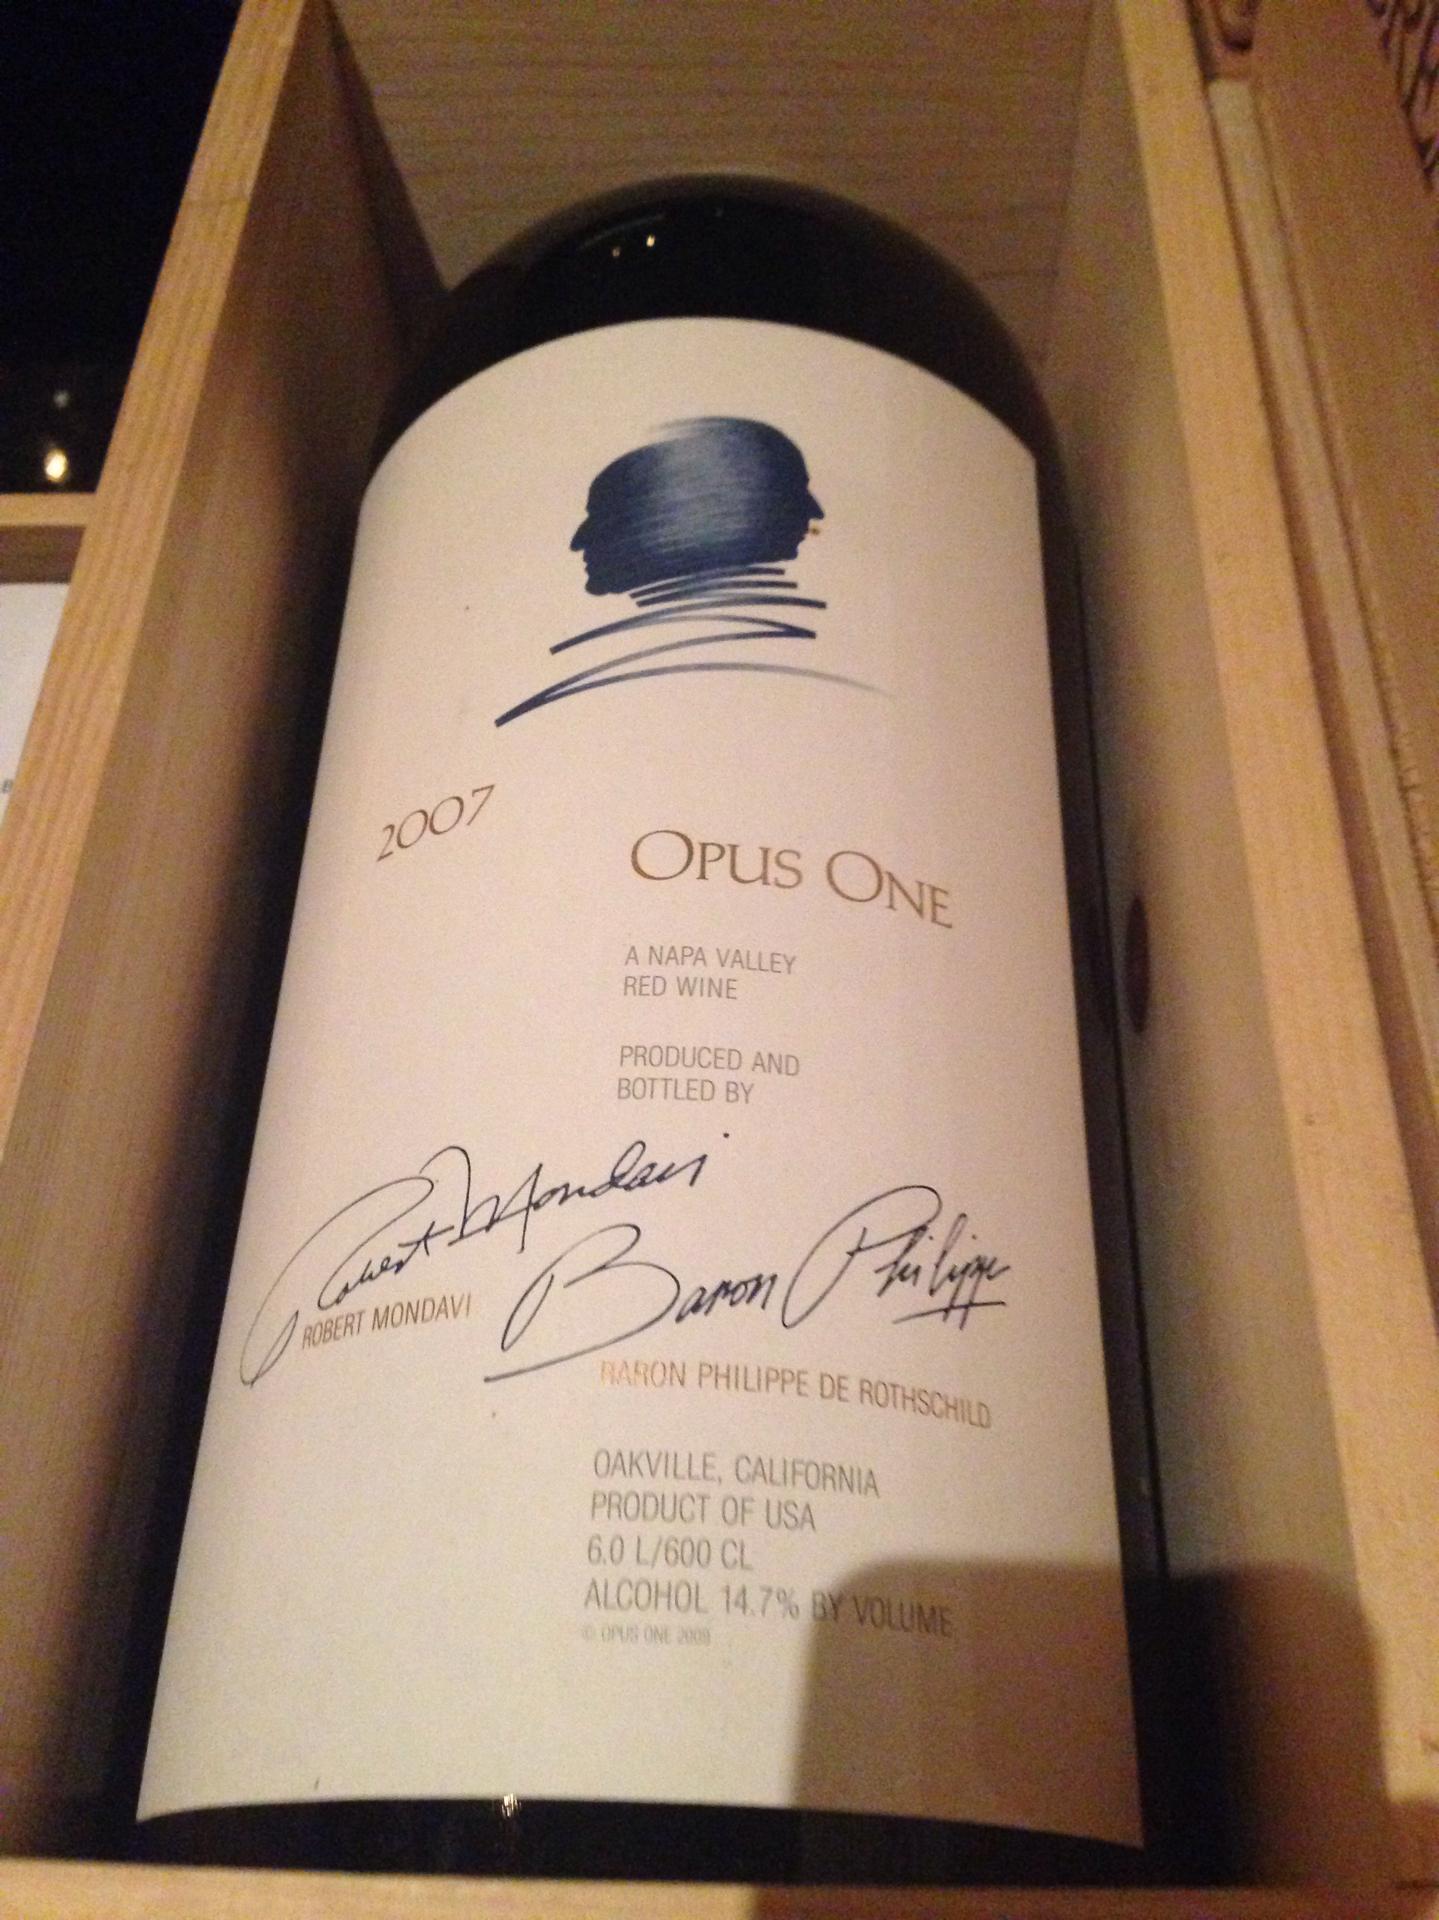 2007
OPUS ONE
A NAPA VALLEY
RED WINE
PRODUCED AND
BOTTLED BY
Robert Mondavi
ROBERT MONDAVI
Baron Philippe
BARON PHILIPPE DE ROTHSCHILD
OAKVILLE, CALIFORNIA
PRODUCT OF USA
6.0 L/600 CL
ALCOHOL 14.7% BY VOLUME
© OPUS ONE 2009